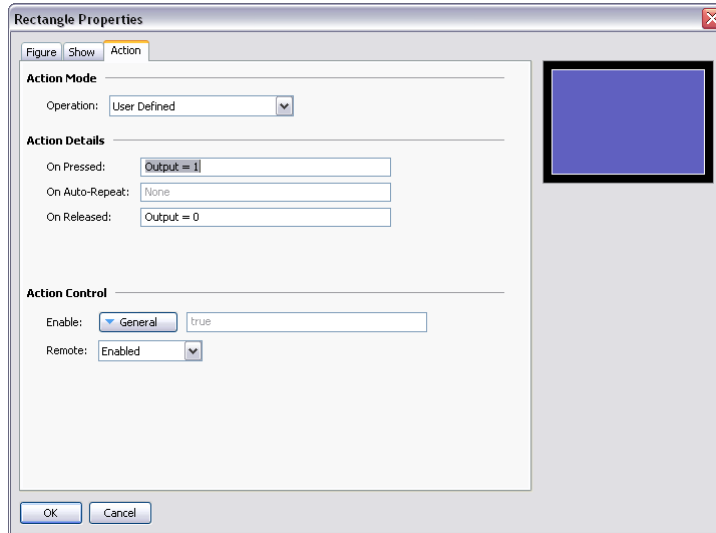 Rectangle Properties
Figure Show Action
Action Mode
Operation: User Defined
Action Details
On Pressed: Output = 1
On Auto-Repeat: None
On Released: Output = 0
Action Control
Enable: General true
Remote: Enabled
OK Cancel